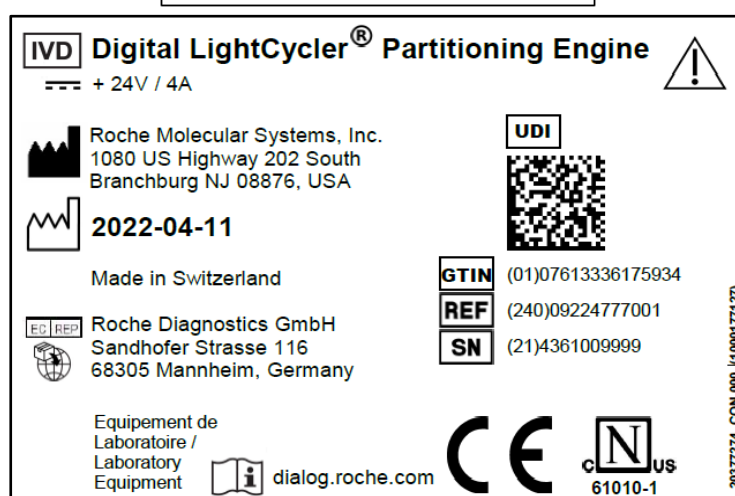 IVD Digital LightCycler® Partitioning Engine
+ 24V / 4A
Roche Molecular Systems, Inc.
1080 US Highway 202 South
Branchburg NJ 08876, USA
UDI
2022-04-11
Made in Switzerland
GTIN (01)07613336175934
REF (240)09224777001
SN (21)4361009999
EC REP Roche Diagnostics GmbH
Sandhofer Strasse 116
68305 Mannheim, Germany
Equipement de
Laboratoire /
Laboratory
Equipment
i dialog.roche.com
CE
c N US
61010-1